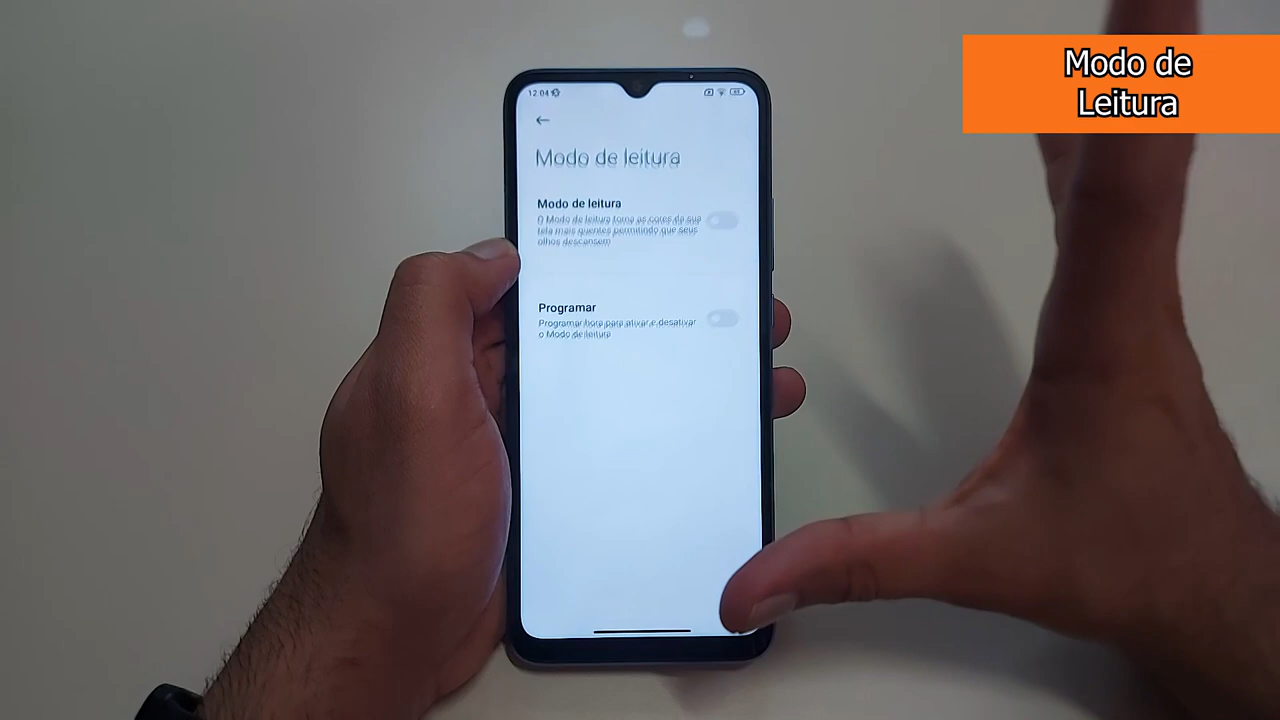 Modo de
Leitura
12:04
Modo de leitura
Modo de leitura
O Modo de leitura torna as cores da sua
tela mais quentes permitindo que seus
olhos descansem
Programar
Programar hora para ativar e desativar
o Modo de leitura